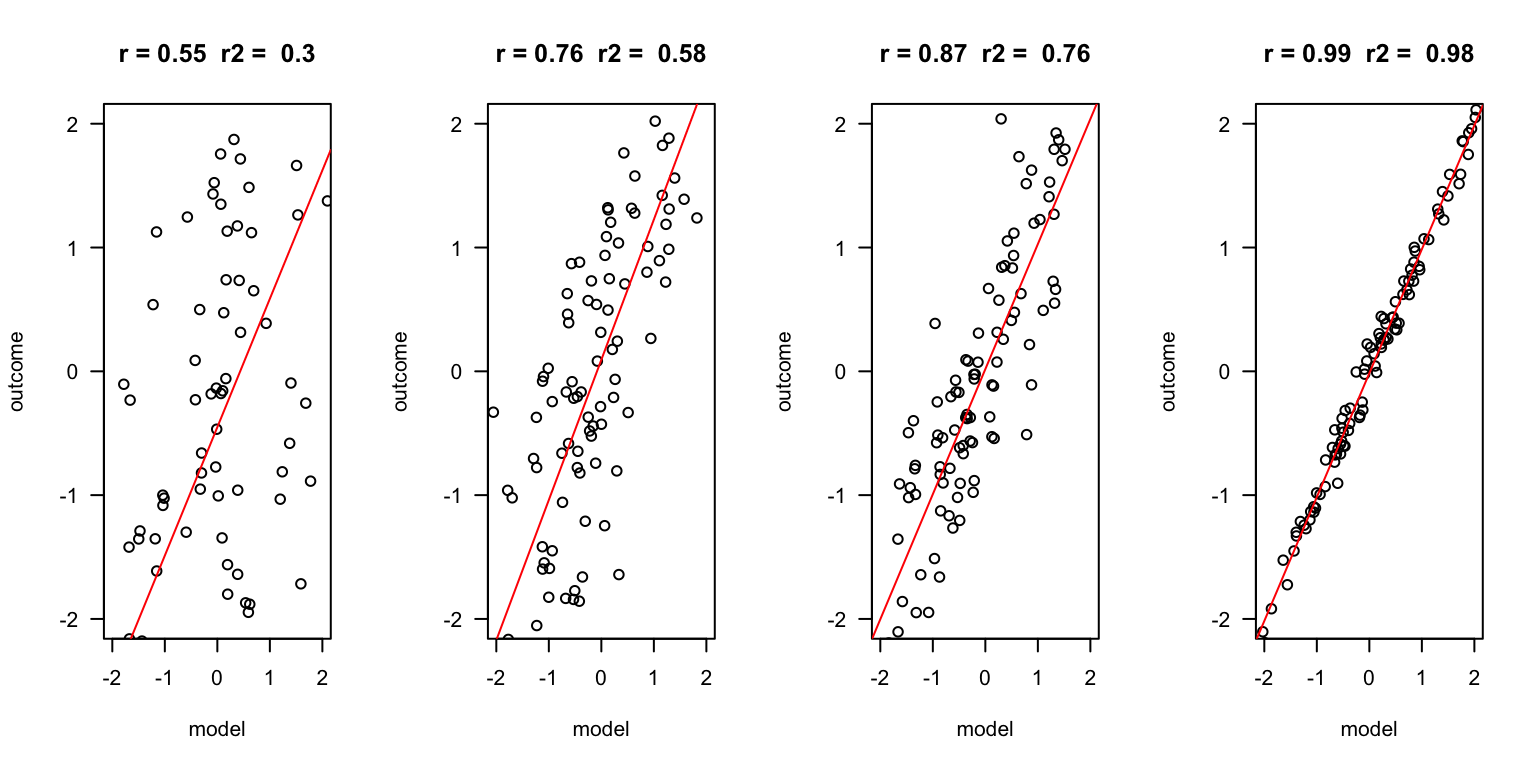 r = 0.55 r2 = 0.3
2
1
0
-1
-2
outcome
-2 -1 0 1 2
model
r = 0.76 r2 = 0.58
2
1
0
-1
-2
outcome
-2 -1 0 1 2
model
r = 0.87 r2 = 0.76
2
1
0
-1
-2
outcome
-2 -1 0 1 2
model
r = 0.99 r2 = 0.98
2
1
0
-1
-2
outcome
-2 -1 0 1 2
model